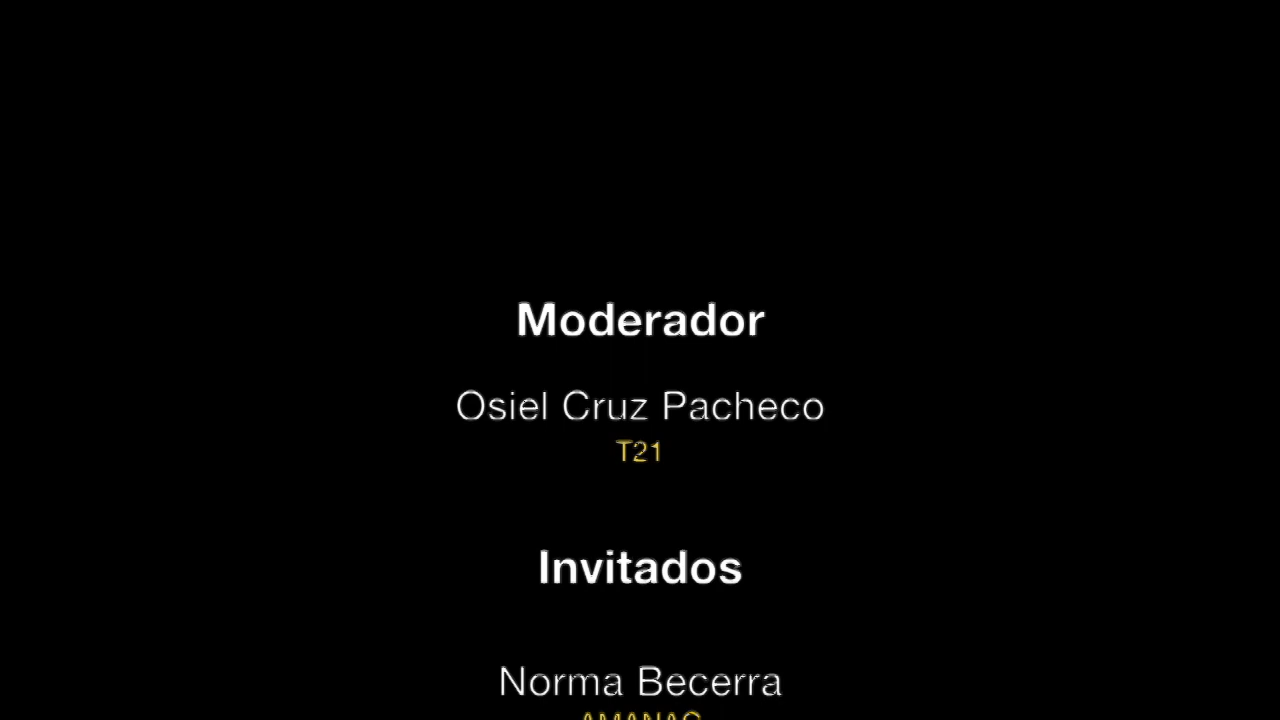 Moderador
Osiel Cruz Pacheco
T21
Invitados
Norma Becerra